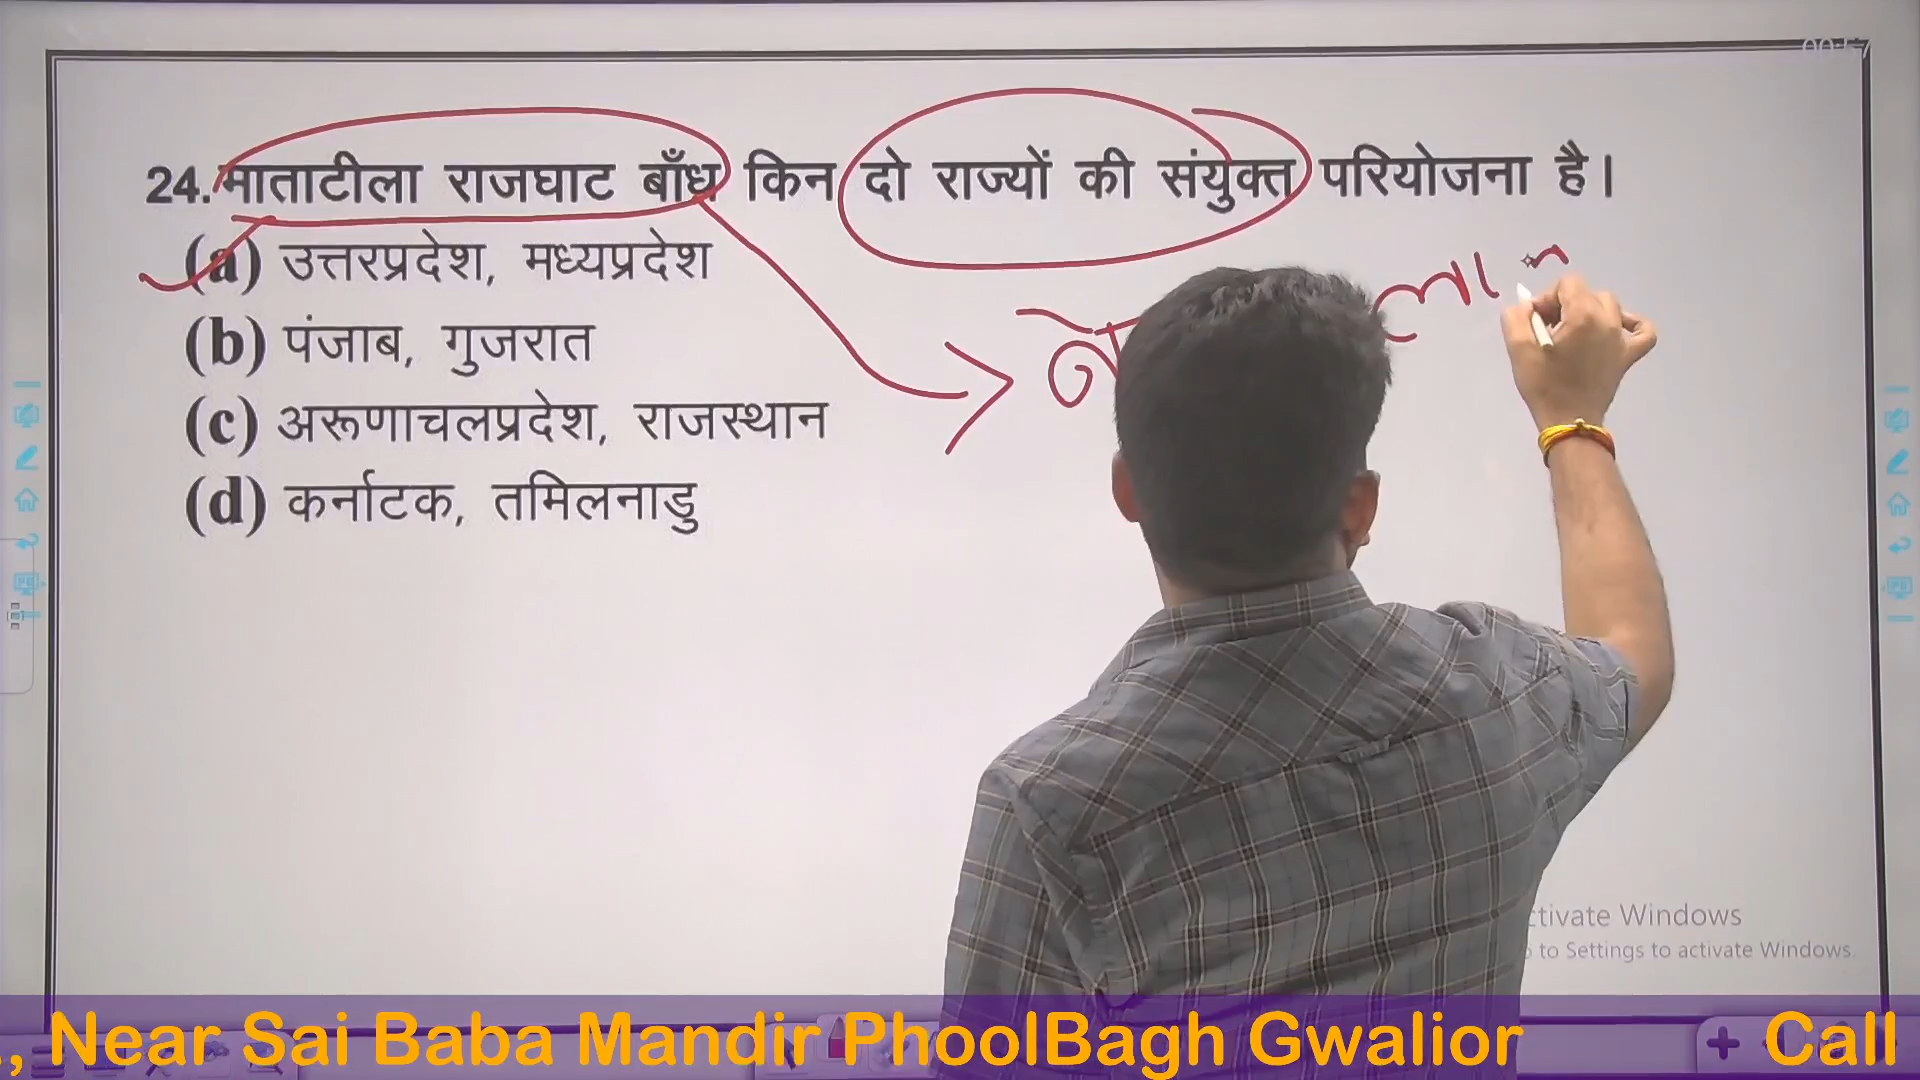 24. माताटीला राजघाट बाँध किन दो राज्यों की संयुक्त परियोजना है।
(a) उत्तरप्रदेश, मध्यप्रदेश
(b) पंजाब, गुजरात
(c) अरूणाचलप्रदेश, राजस्थान
(d) कर्नाटक, तमिलनाडु
ctivate Windows
to Settings to activate Windows.
., Near Sai Baba Mandir PhoolBagh Gwalior Call